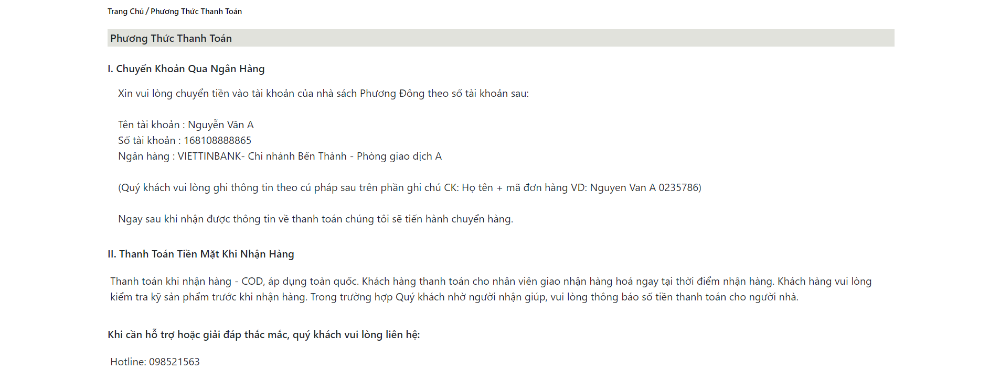 Trang Chủ / Phương Thức Thanh Toán
Phương Thức Thanh Toán
I. Chuyển Khoản Qua Ngân Hàng
Xin vui lòng chuyển tiền vào tài khoản của nhà sách Phương Đông theo số tài khoản sau:
Tên tài khoản : Nguyễn Văn A
Số tài khoản : 168108888865
Ngân hàng : VIETTINBANK- Chi nhánh Bến Thành - Phòng giao dịch A
(Quý khách vui lòng ghi thông tin theo cú pháp sau trên phần ghi chú CK: Họ tên + mã đơn hàng VD: Nguyen Van A 0235786)
Ngay sau khi nhận được thông tin về thanh toán chúng tôi sẽ tiến hành chuyển hàng.
II. Thanh Toán Tiền Mặt Khi Nhận Hàng
Thanh toán khi nhận hàng - COD, áp dụng toàn quốc. Khách hàng thanh toán cho nhân viên giao nhận hàng hoá ngay tại thời điểm nhận hàng. Khách hàng vui lòng
kiểm tra kỹ sản phẩm trước khi nhận hàng. Trong trường hợp Quý khách nhờ người nhận giúp, vui lòng thông báo số tiền thanh toán cho người nhà.
Khi cần hỗ trợ hoặc giải đáp thắc mắc, quý khách vui lòng liên hệ:
Hotline: 098521563